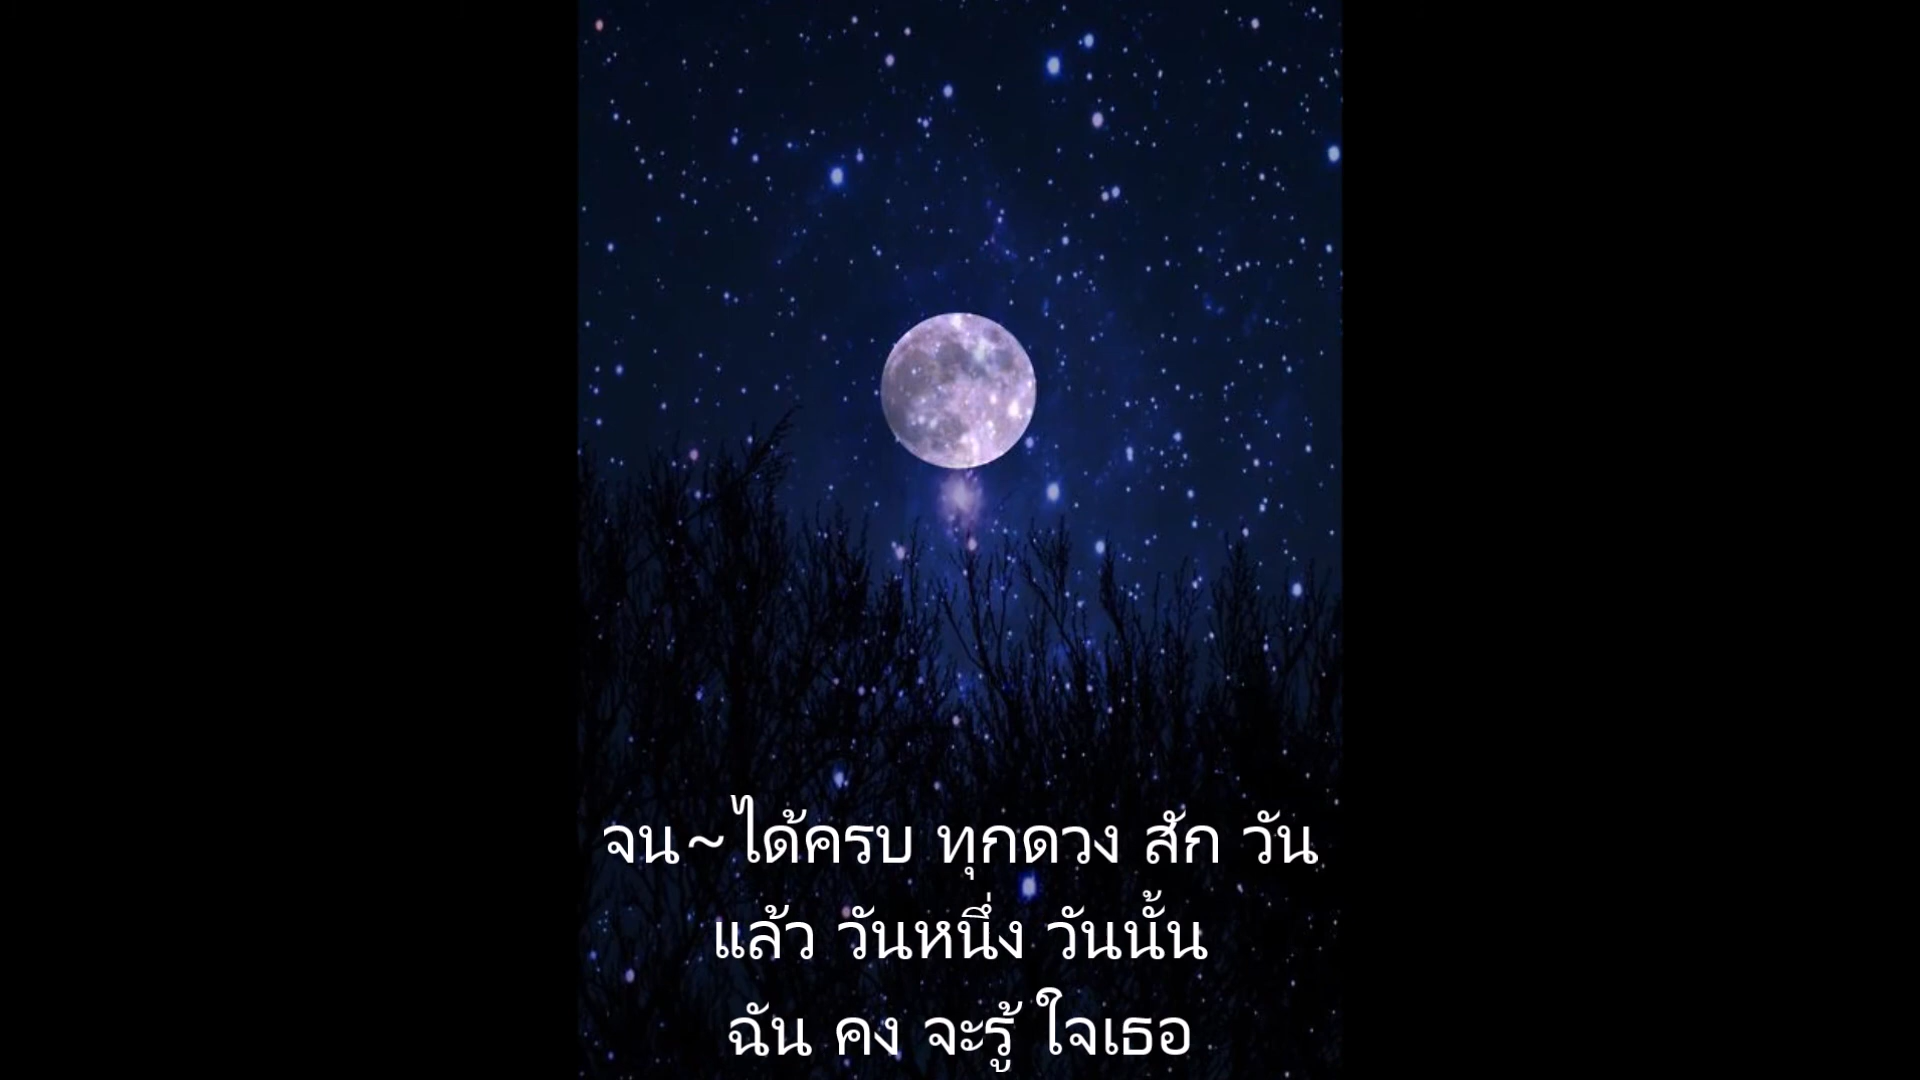 จน~ได้ครบ ทุกดวง สัก วัน
แล้ว วันหนึ่ง วันนั้น
ฉัน คง จะรู้ ใจเธอ